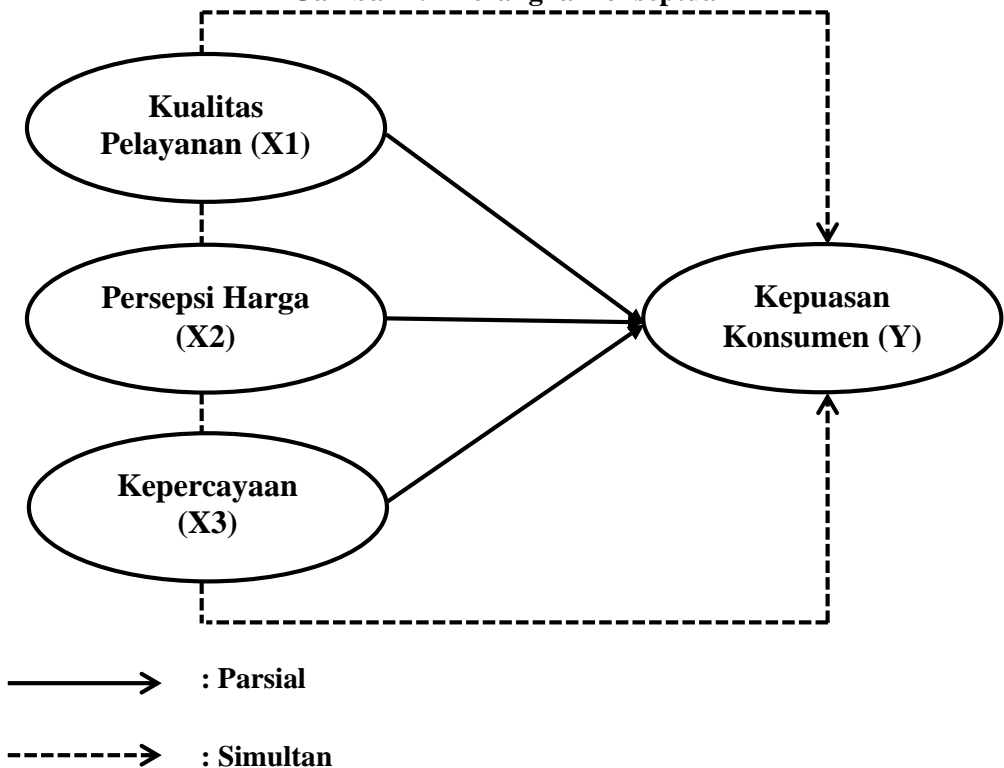 Kualitas
Pelayanan (X1)
Persepsi Harga
(X2)
Kepercayaan
(X3)
Kepuasan
Konsumen (Y)
: Parsial
: Simultan